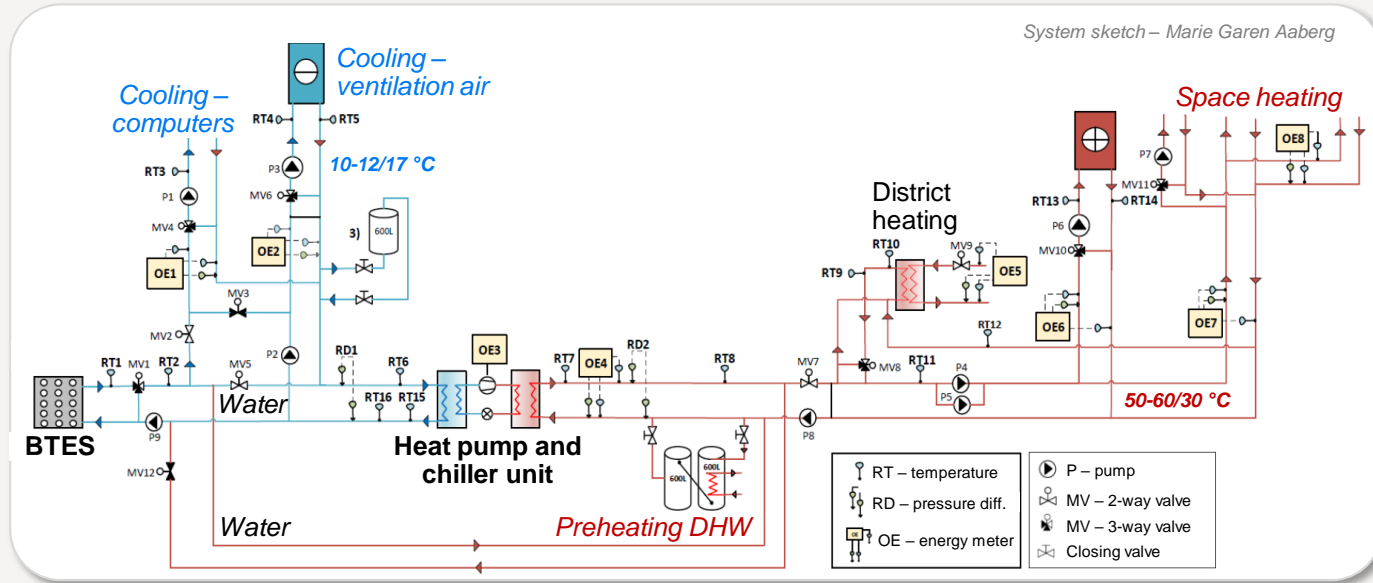 System sketch – Marie Garen Aaberg
Cooling –
ventilation air
Cooling –
computers
Space heating
RT4
RT5
OE8
P7
RT3
P3
10-12/17 °C
MV11
District
heating
P1
MV6
RT13
RT14
P6
MV4
3)
600L
RT10
MV9
MV10
OE1
OE2
RT9
OE5
MV3
OE6
OE7
MV2
RT12
P2
OE3
RT1
MV1
RT2
MV5
RD1
RT6
RT7
OE4
RD2
RT8
MV7
MV8
RT11
P4
Water
RT16
RT15
P5
50-60/30 °C
BTES
P9
Heat pump and
chiller unit
P8
MV12
600L
600L
Water
Preheating DHW
RT – temperature
RD – pressure diff.
OE
OE – energy meter
P – pump
MV – 2-way valve
MV – 3-way valve
Closing valve